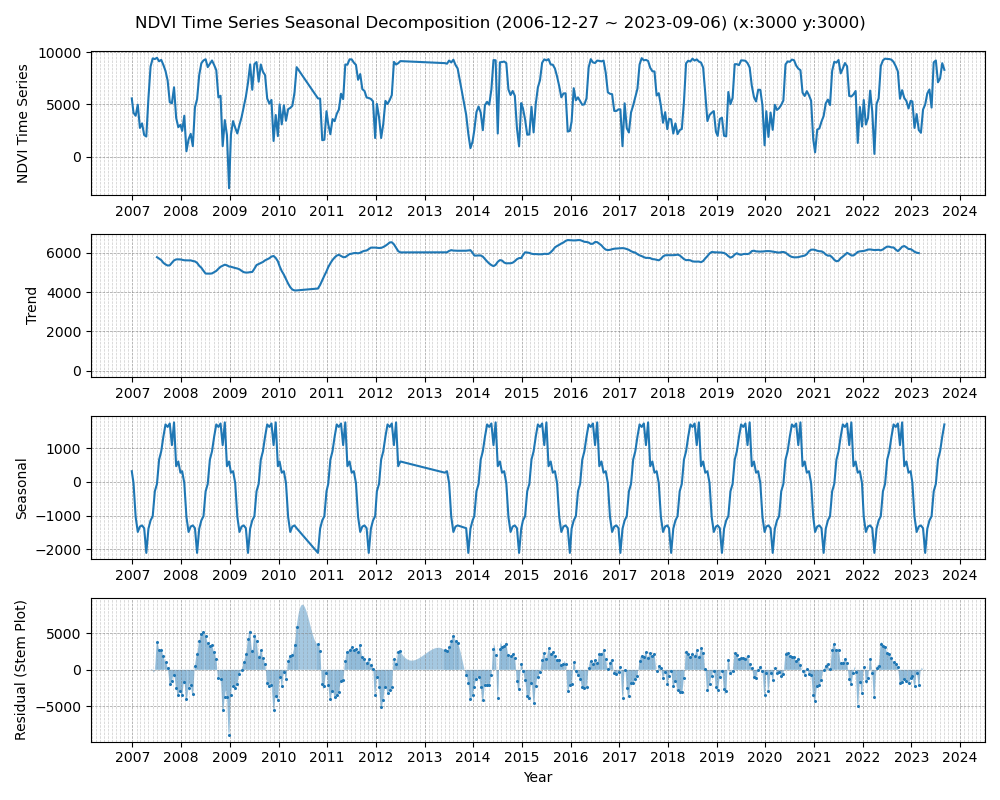 NDVI Time Series Seasonal Decomposition (2006-12-27 ~ 2023-09-06) (x:3000 y:3000)
NDVI Time Series
10000
5000
0
2007 2008 2009 2010 2011 2012 2013 2014 2015 2016 2017 2018 2019 2020 2021 2022 2023 2024
Trend
6000
4000
2000
0
2007 2008 2009 2010 2011 2012 2013 2014 2015 2016 2017 2018 2019 2020 2021 2022 2023 2024
Seasonal
1000
0
−1000
−2000
2007 2008 2009 2010 2011 2012 2013 2014 2015 2016 2017 2018 2019 2020 2021 2022 2023 2024
Residual (Stem Plot)
5000
0
−5000
2007 2008 2009 2010 2011 2012 2013 2014 2015 2016 2017 2018 2019 2020 2021 2022 2023 2024
Year